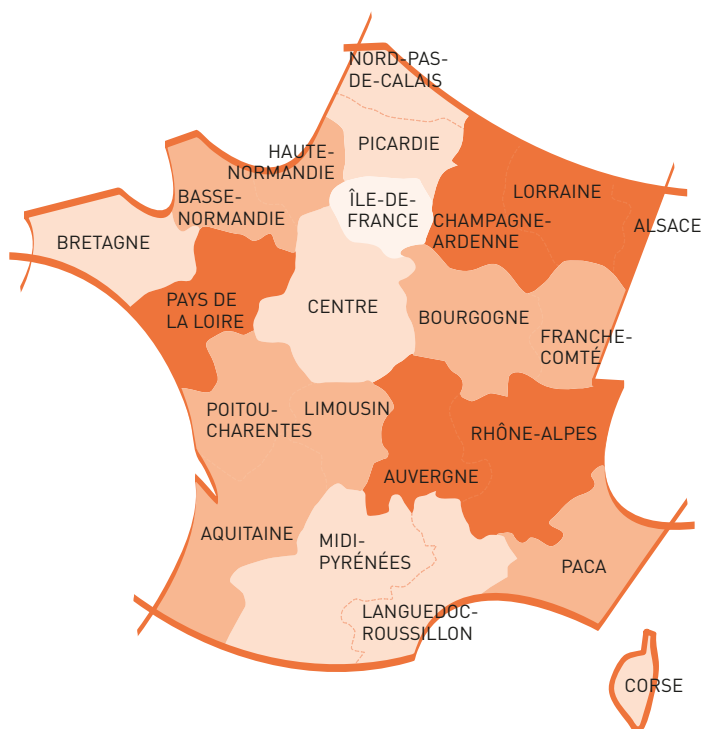 NORD-PAS-
DE-CALAIS
PICARDIE
HAUTE-
NORMANDIE
BASSE-
NORMANDIE
ÎLE-DE-
FRANCE
CHAMPAGNE-
ARDENNE
LORRAINE
ALSACE
BRETAGNE
PAYS DE
LA LOIRE
CENTRE
BOURGOGNE
FRANCHE-
COMTÉ
POITOU-
CHARENTES
LIMOUSIN
AUVERGNE
RHÔNE-ALPES
AQUITAINE
MIDI-
PYRÉNÉES
LANGUEDOC-
ROUSSILLON
PACA
CORSE